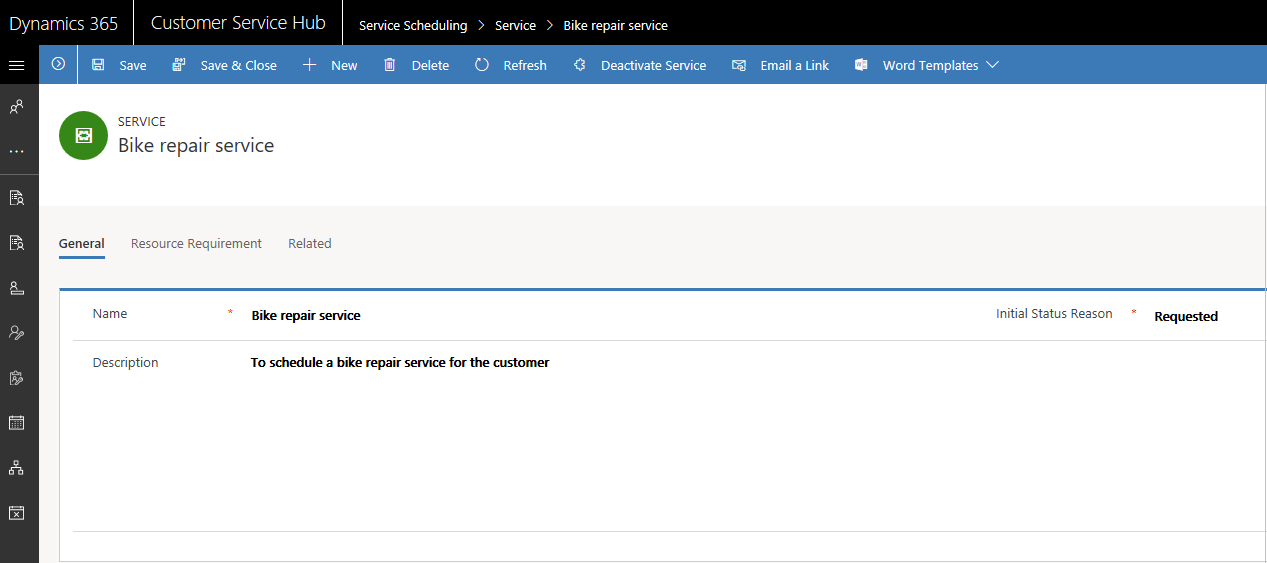 Dynamics 365 Customer Service Hub Service Scheduling > Service > Bike repair service
Save Save & Close New Delete Refresh Deactivate Service Email a Link Word Templates
SERVICE
Bike repair service
General Resource Requirement Related
Name * Bike repair service Initial Status Reason * Requested
Description To schedule a bike repair service for the customer